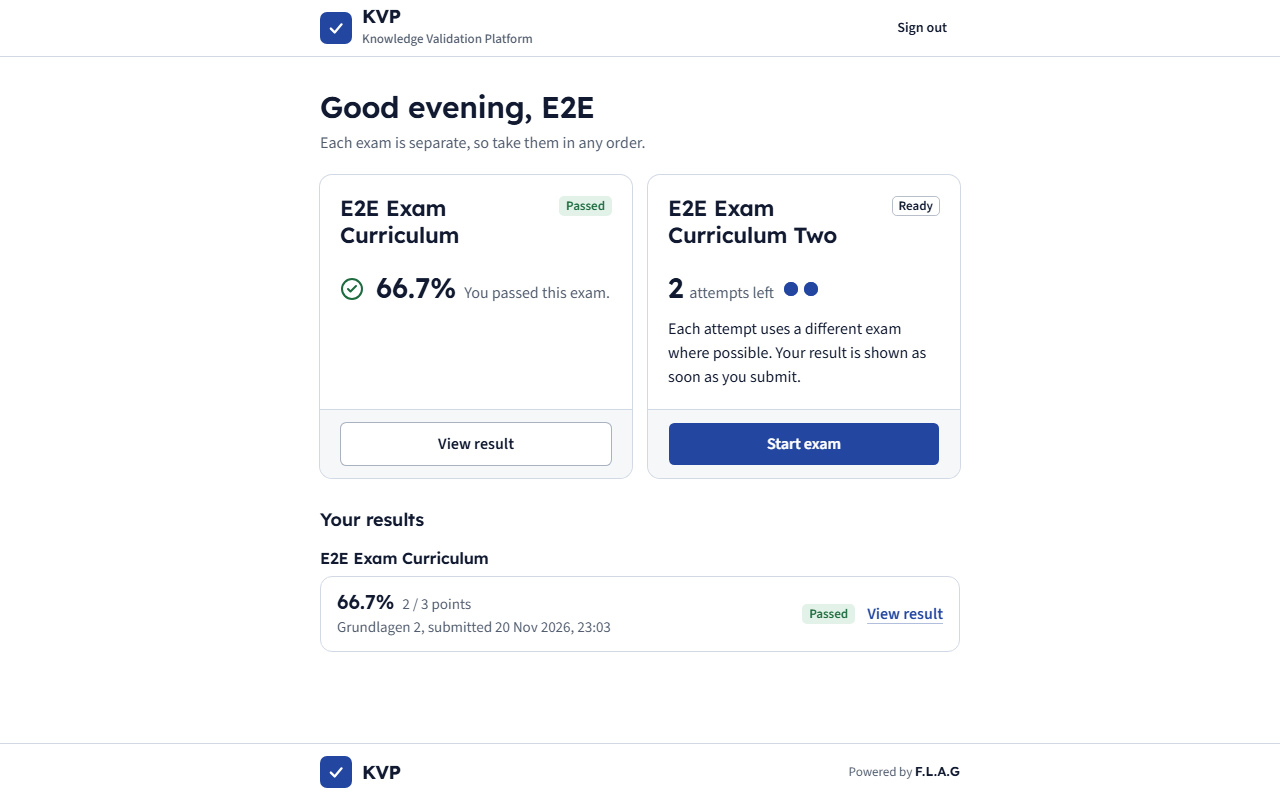 KVP
Knowledge Validation Platform
Sign out
Good evening, E2E
Each exam is separate, so take them in any order.
E2E Exam
Curriculum
Passed
66.7% You passed this exam.
View result
E2E Exam
Curriculum Two
Ready
2 attempts left
Each attempt uses a different exam
where possible. Your result is shown as
soon as you submit.
Start exam
Your results
E2E Exam Curriculum
66.7% 2 / 3 points
Grundlagen 2, submitted 20 Nov 2026, 23:03
Passed
View result
KVP
Powered by F.L.A.G